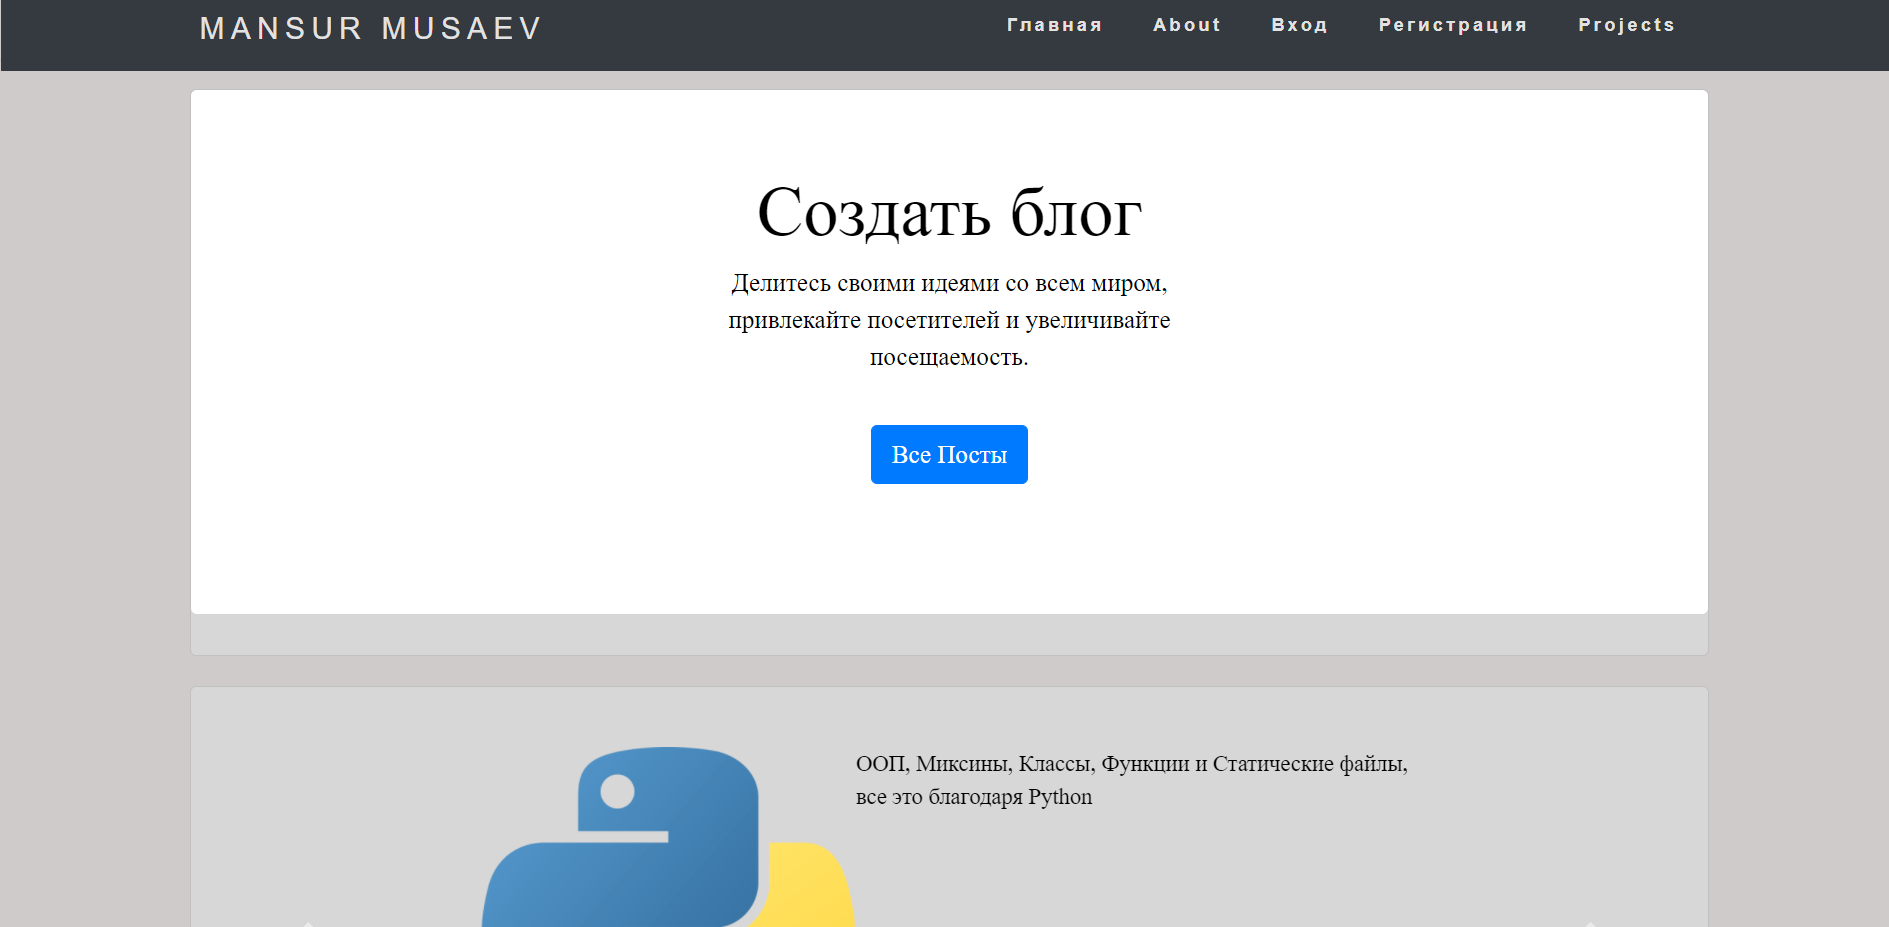 MANSUR MUSAEV
Главная About Вход Регистрация Projects
Создать блог
Делитесь своими идеями со всем миром,
привлекайте посетителей и увеличивайте
посещаемость.
Все Посты
ООП, Миксины, Классы, Функции и Статические файлы,
все это благодаря Python